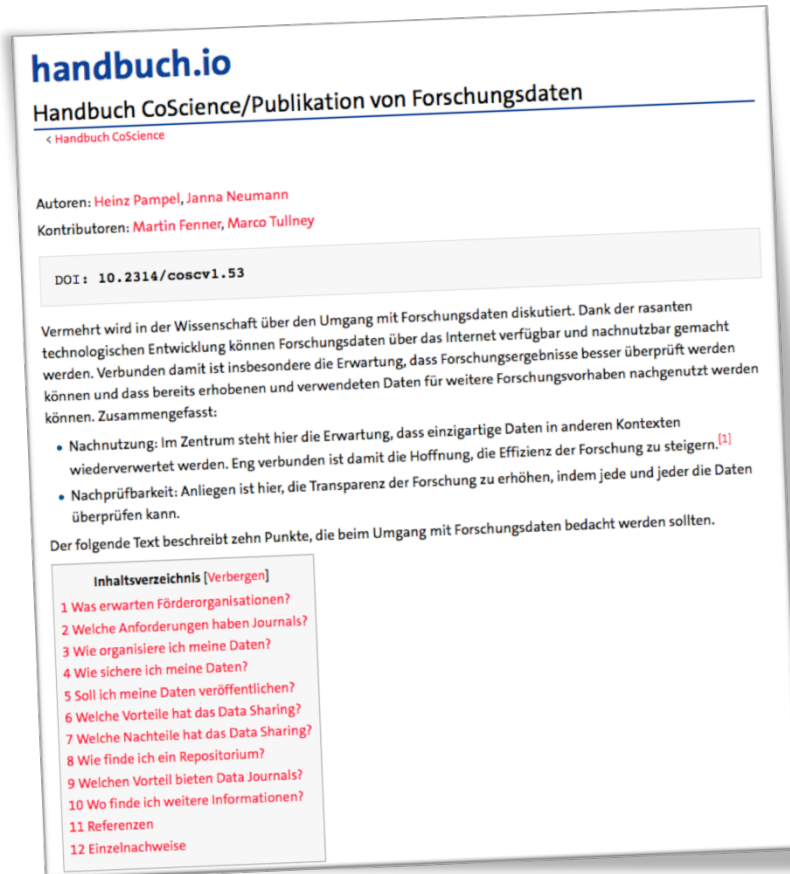 handbuch.io
Handbuch CoScience/Publikation von Forschungsdaten
< Handbuch CoScience
Autoren: Heinz Pampel, Janna Neumann
Kontributoren: Martin Fenner, Marco Tullney
DOI: 10.2314/coscv1.53
Vermehrt wird in der Wissenschaft über den Umgang mit Forschungsdaten diskutiert. Dank der rasanten
technologischen Entwicklung können Forschungsdaten über das Internet verfügbar und nachnutzbar gemacht
werden. Verbunden damit ist insbesondere die Erwartung, dass Forschungsergebnisse besser überprüft werden
können und dass bereits erhobenen und verwendeten Daten für weitere Forschungsvorhaben nachgenutzt werden
können. Zusammengefasst:
• Nachnutzung: Im Zentrum steht hier die Erwartung, dass einzigartige Daten in anderen Kontexten
wiederverwertet werden. Eng verbunden ist damit die Hoffnung, die Effizienz der Forschung zu steigern.[1]
• Nachprüfbarkeit: Anliegen ist hier, die Transparenz der Forschung zu erhöhen, indem jede und jeder die Daten
überprüfen kann.
Der folgende Text beschreibt zehn Punkte, die beim Umgang mit Forschungsdaten bedacht werden sollten.
Inhaltsverzeichnis [Verbergen]
1 Was erwarten Förderorganisationen?
2 Welche Anforderungen haben Journals?
3 Wie organisiere ich meine Daten?
4 Wie sichere ich meine Daten?
5 Soll ich meine Daten veröffentlichen?
6 Welche Vorteile hat das Data Sharing?
7 Welche Nachteile hat das Data Sharing?
8 Wie finde ich ein Repositorium?
9 Welchen Vorteil bieten Data Journals?
10 Wo finde ich weitere Informationen?
11 Referenzen
12 Einzelnachweise